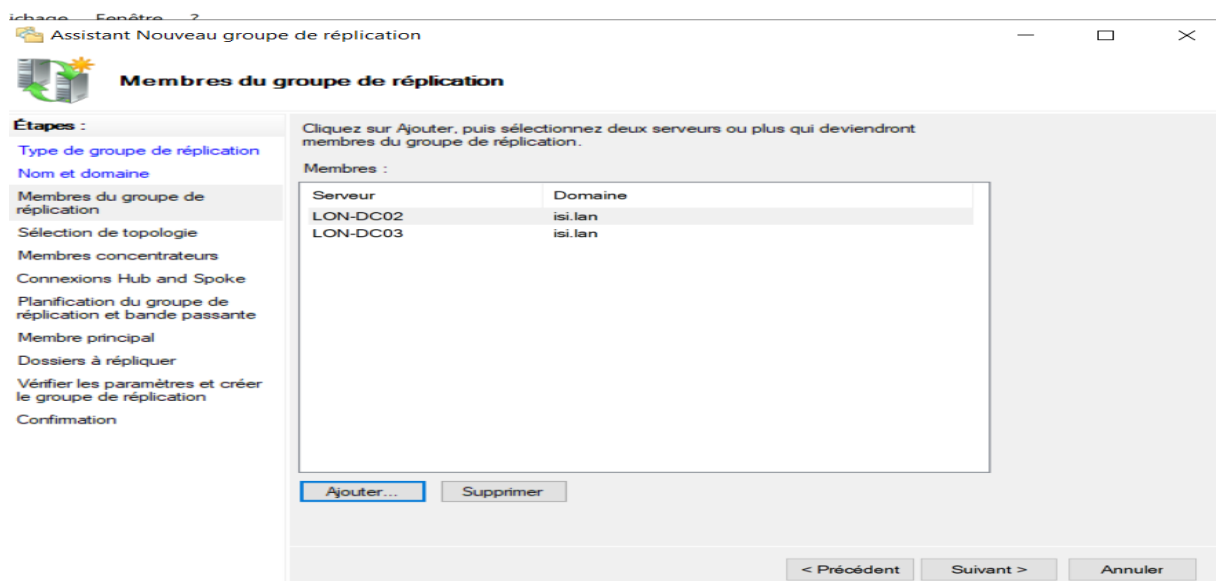 ichage Fenêtre ?
Assistant Nouveau groupe de réplication
Membres du groupe de réplication
Étapes :
Type de groupe de réplication
Nom et domaine
Membres du groupe de
réplication
Sélection de topologie
Membres concentrateurs
Connexions Hub and Spoke
Planification du groupe de
réplication et bande passante
Membre principal
Dossiers à répliquer
Vérifier les paramètres et créer
le groupe de réplication
Confirmation
Cliquez sur Ajouter, puis sélectionnez deux serveurs ou plus qui deviendront
membres du groupe de réplication.
Membres :
Serveur Domaine
LON-DC02 isi.lan
LON-DC03 isi.lan
Ajouter... Supprimer
< Précédent Suivant > Annuler